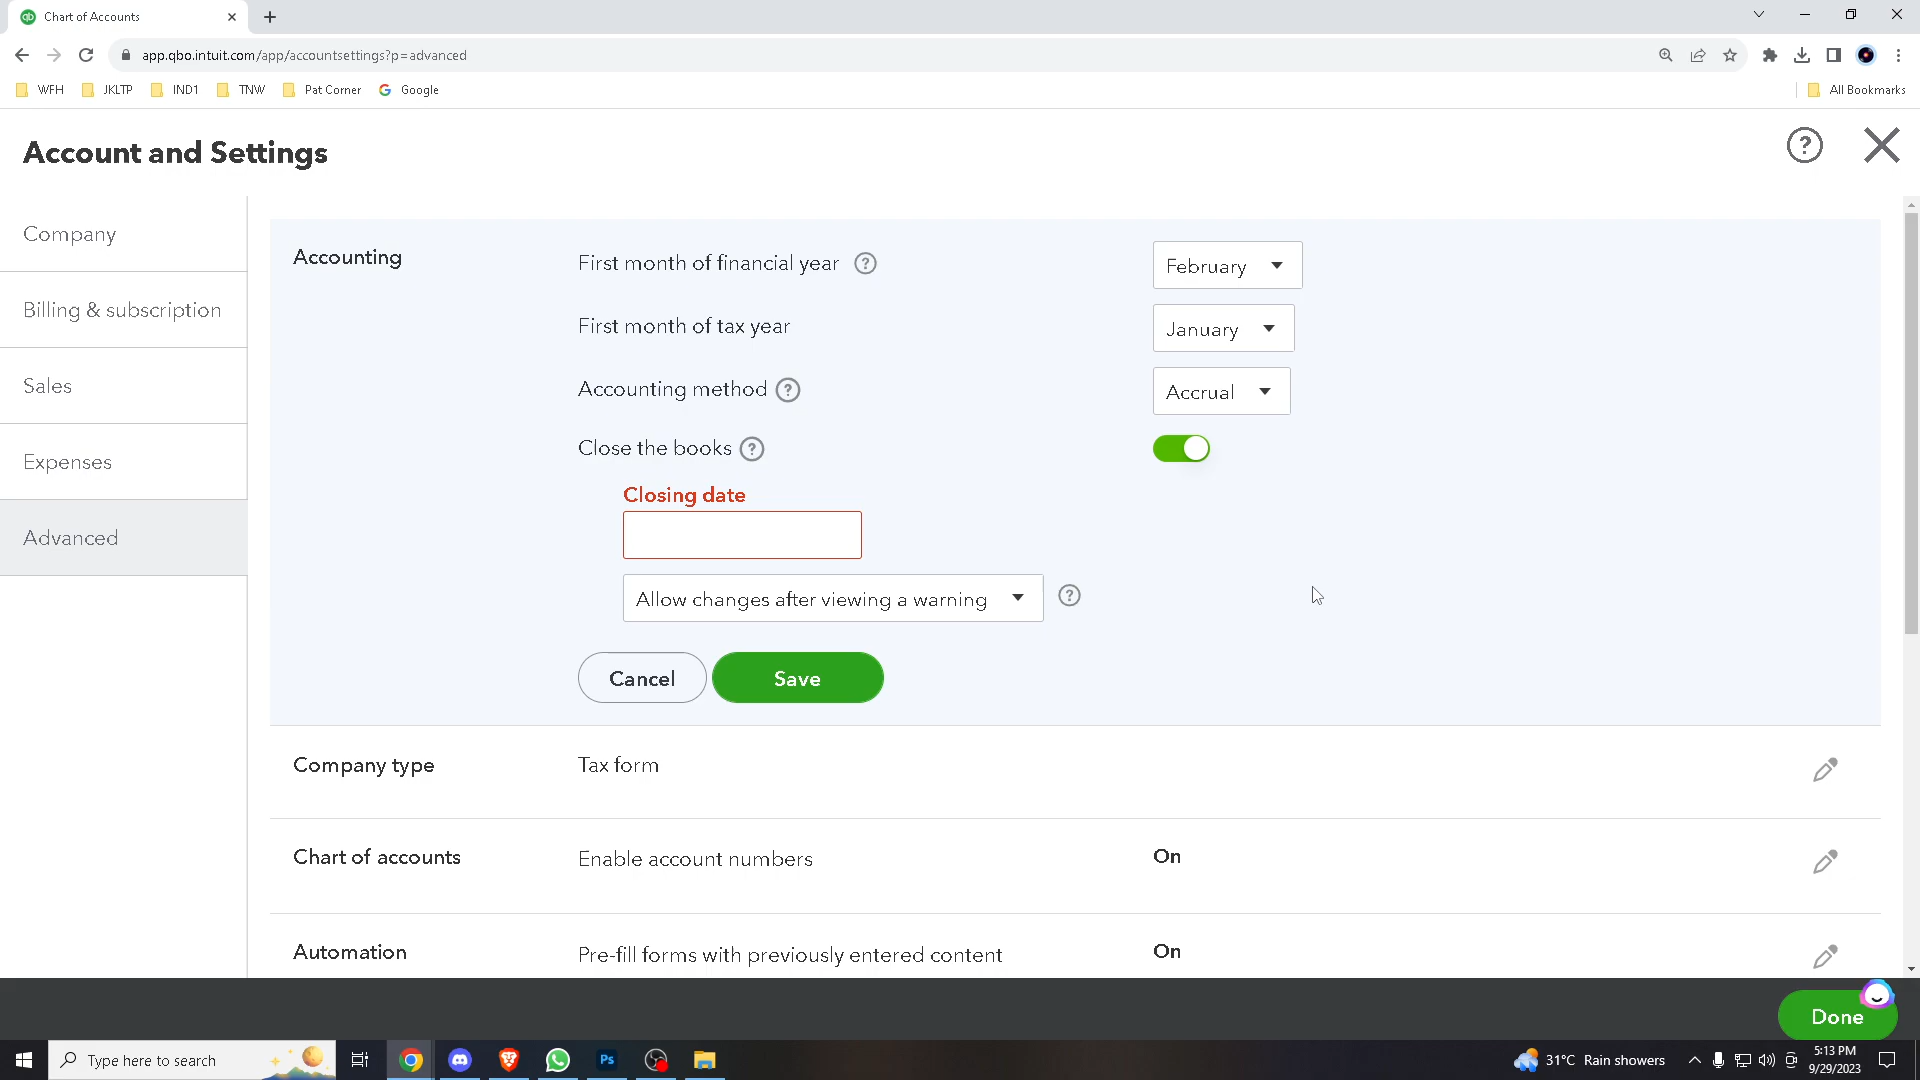 Chart of Accounts
app.qbo.intuit.com/app/accountsettings?p=advanced
WFH
JKLTP
IND1
TNW
Pat Corner
Google
All Bookmarks
Account and Settings
?
Company
Billing & subscription
Sales
Expenses
Advanced
Accounting
First month of financial year ?
February
First month of tax year
January
Accounting method ?
Accrual
Close the books ?
Closing date
Allow changes after viewing a warning
?
Cancel
Save
Company type
Tax form
Chart of accounts
Enable account numbers
On
Automation
Pre-fill forms with previously entered content
On
Done
Type here to search
Ps
31°C Rain showers
5:13 PM
9/29/2023